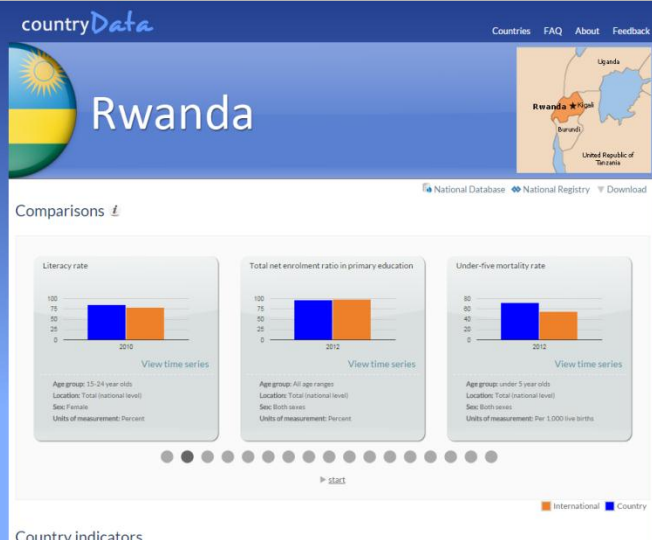 countryData
Countries FAQ About Feedback
Rwanda
Uganda
Rwanda ★ Kigali
Burundi
United Republic of
Tanzania
National Database National Registry Download
Comparisons i
Literacy rate
100
75
50
25
0
2010
View time series
Age group: 15-24 year olds
Location: Total (national level)
Sex: Female
Units of measurement: Percent
Total net enrolment ratio in primary education
100
75
50
25
0
2012
View time series
Age group: All age ranges
Location: Total (national level)
Sex: Both sexes
Units of measurement: Percent
Under-five mortality rate
80
60
40
20
0
2012
View time series
Age group: under 5 year olds
Location: Total (national level)
Sex: Both sexes
Units of measurement: Per 1,000 live births
start
International Country
Country indicators